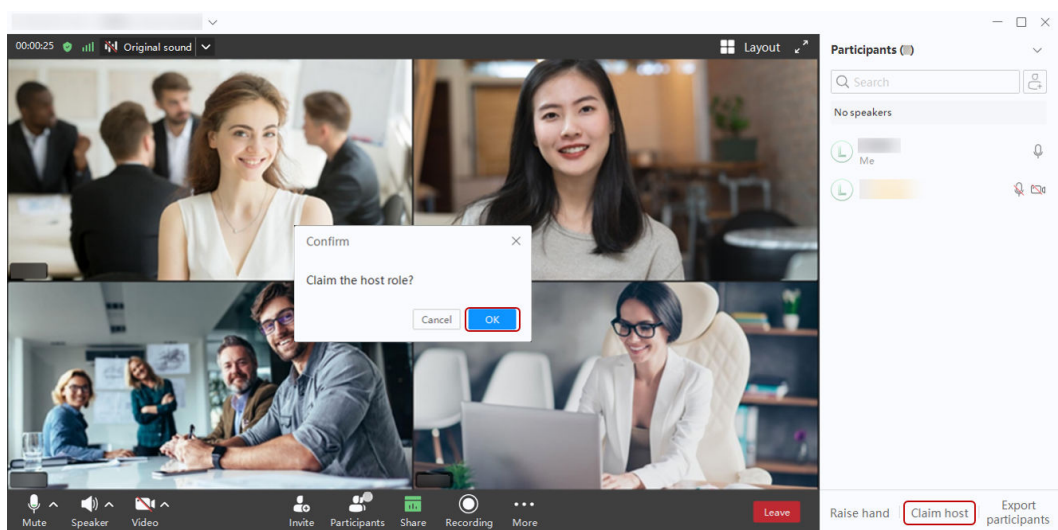 00:00:25 Original sound
Layout
Participants ( )
Search
No speakers
L
Me
L
Confirm
Claim the host role?
Cancel OK
Mute Speaker Video Invite Participants Share Recording More Leave
Raise hand Claim host Export
participants